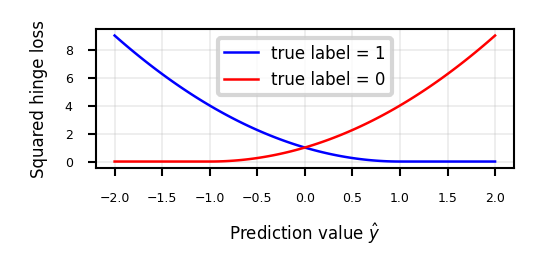 Squared hinge loss
8
6
4
2
0
true label = 1
true label = 0
−2.0 −1.5 −1.0 −0.5 0.0 0.5 1.0 1.5 2.0
Prediction value ŷ